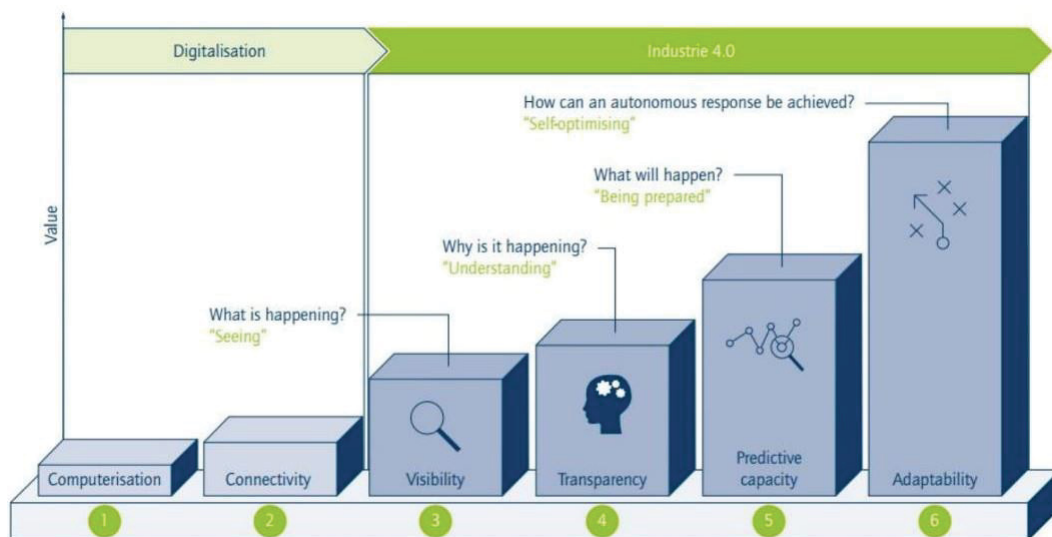 Digitalisation
Industrie 4.0
How can an autonomous response be achieved?
"Self-optimising"
What will happen?
"Being prepared"
Why is it happening?
"Understanding"
What is happening?
"Seeing"
Value
Computerisation
Connectivity
Visibility
Transparency
Predictive
capacity
Adaptability
1
2
3
4
5
6